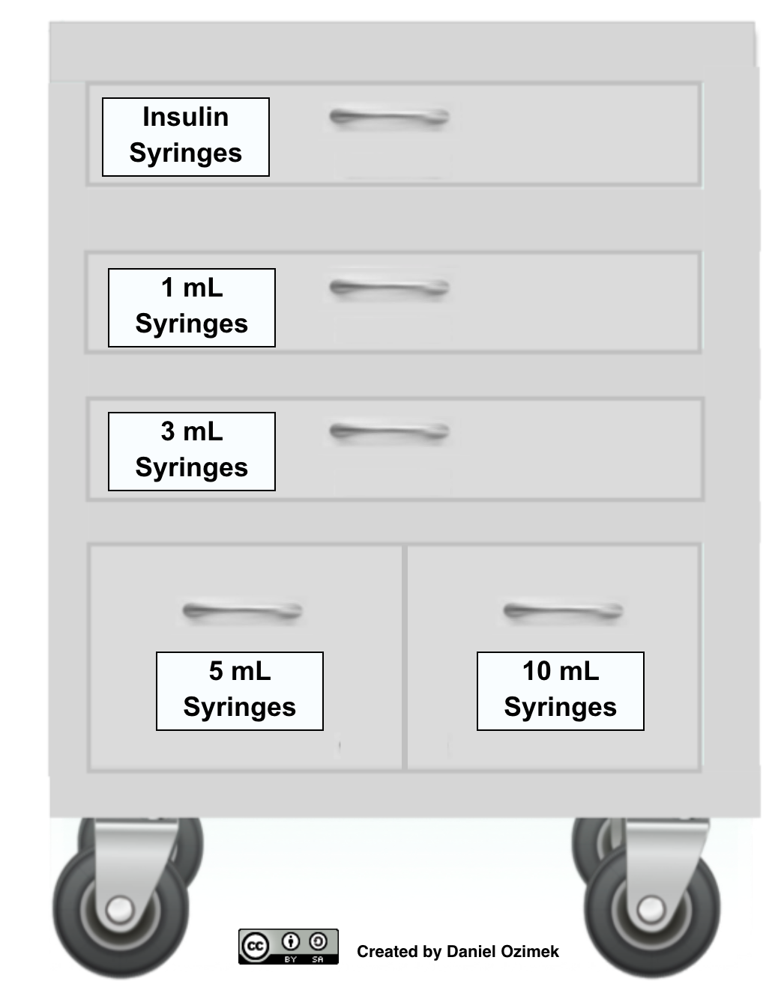 Insulin
Syringes
1 mL
Syringes
3 mL
Syringes
5 mL
Syringes
10 mL
Syringes
cc
BY SA
Created by Daniel Ozimek